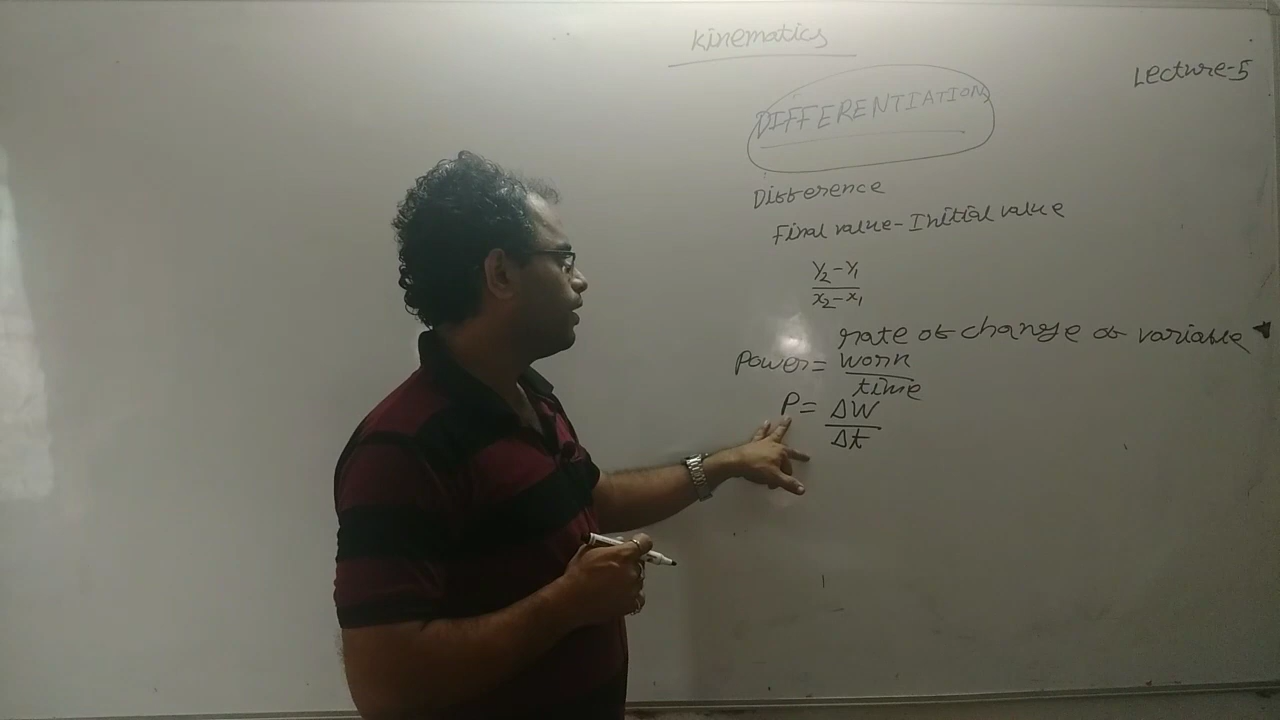 Kinematics
Lecture-5
DIFFERENTIATION
Difference
Final value - Initial value
y₂-y₁
x₂-x₁
rate of change of variable
Power = work
time
P = ΔW
Δt